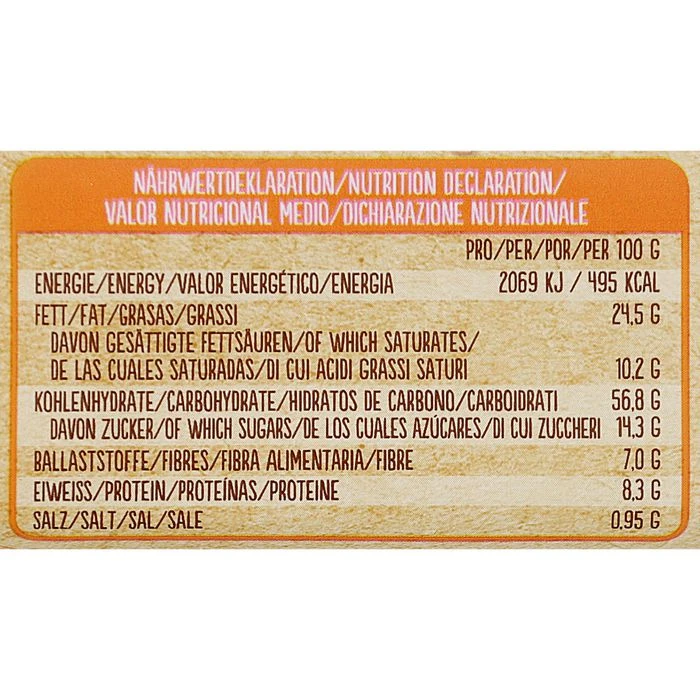 NÄHRWERTDEKLARATION/NUTRITION DECLARATION/
VALOR NUTRICIONAL MEDIO/DICHIARAZIONE NUTRIZIONALE
PRO/PER/POR/PER 100 G
ENERGIE/ENERGY/VALOR ENERGÉTICO/ENERGIA 2069 KJ / 495 KCAL
FETT/FAT/GRASAS/GRASSI 24,5 G
DAVON GESÄTTIGTE FETTSÄUREN/OF WHICH SATURATES/
DE LAS CUALES SATURADAS/DI CUI ACIDI GRASSI SATURI 10,2 G
KOHLENHYDRATE/CARBOHYDRATE/HIDRATOS DE CARBONO/CARBOIDRATI 56,8 G
DAVON ZUCKER/OF WHICH SUGARS/DE LOS CUALES AZÚCARES/DI CUI ZUCCHERI 14,3 G
BALLASTSTOFFE/FIBRES/FIBRA ALIMENTARIA/FIBRE 7,0 G
EIWEISS/PROTEIN/PROTEÍNAS/PROTEINE 8,3 G
SALZ/SALT/SAL/SALE 0,95 G